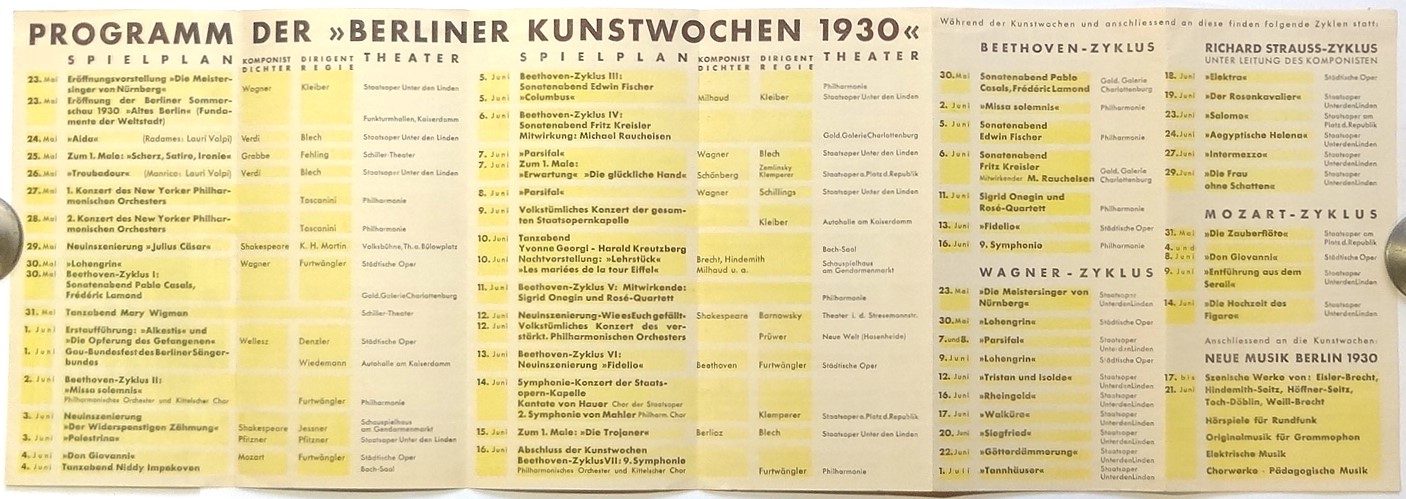 PROGRAMM DER »BERLINER KUNSTWOCHEN 1930«
SPIELPLAN KOMPONIST DICHTER DIRIGENT REGIE THEATER
23. Mai Eröffnungsvorstellung »Die Meister-
singer von Nürnberg« Wagner Kleiber Staatsoper Unter den Linden
23. Mai Eröffnung der Berliner Sommer-
schau 1930 »Altes Berlin« (Funda-
mente der Weltstadt) Funkturmhallen, Kaiserdamm
24. Mai »Aida« (Radames: Lauri Volpi) Verdi Blech Staatsoper Unter den Linden
25. Mai Zum 1. Male: »Scherz, Satire, Ironie« Grabbe Fehling Schiller-Theater
26. Mai »Troubadour« (Manrico: Lauri Volpi) Verdi Blech Staatsoper Unter den Linden
27. Mai 1. Konzert des New Yorker Philhar-
monischen Orchesters Toscanini Philharmonie
28. Mai 2. Konzert des New Yorker Philhar-
monischen Orchesters Toscanini Philharmonie
29. Mai Neuinszenierung »Julius Cäsar« Shakespeare K. H. Martin Volksbühne, Th. a. Bülowplatz
30. Mai »Lohengrin« Wagner Furtwängler Städtische Oper
30. Mai Beethoven-Zyklus I:
Sonatenabend Pablo Casals,
Frédéric Lamond Gold. Galerie Charlottenburg
31. Mai Tanzabend Mary Wigman Schiller-Theater
1. Juni Erstaufführung: »Alkestis« und
»Die Opferung des Gefangenen« Wellesz Denzler Städtische Oper
1. Juni Gau-Bundesfest des Berliner Sänger-
bundes Wiedemann Autohalle am Kaiserdamm
2. Juni Beethoven-Zyklus II:
»Missa solemnis«
Philharmonisches Orchester und Kittelscher Chor Furtwängler Philharmonie
3. Juni Neuinszenierung
»Der Widerspenstigen Zähmung« Shakespeare Jessner Schauspielhaus am Gendarmenmarkt
3. Juni »Palestrina« Pfitzner Pfitzner Staatsoper Unter den Linden
4. Juni »Don Giovanni« Mozart Furtwängler Städtische Oper
4. Juni Tanzabend Niddy Impekoven Bach-Saal
SPIELPLAN KOMPONIST DICHTER DIRIGENT REGIE THEATER
5. Juni Beethoven-Zyklus III:
Sonatenabend Edwin Fischer Philharmonie
5. Juni »Columbus« Milhaud Kleiber Staatsoper Unter den Linden
6. Juni Beethoven-Zyklus IV:
Sonatenabend Fritz Kreisler
Mitwirkung: Michael Raucheisen Gold. Galerie Charlottenburg
7. Juni »Parsifal« Wagner Blech Staatsoper Unter den Linden
7. Juni Zum 1. Male:
»Erwartung« »Die glückliche Hand« Schönberg Zemlinsky Klemperer Staatsoper a. Platz d. Republik
8. Juni »Parsifal« Wagner Schillings Staatsoper Unter den Linden
9. Juni Volkstümliches Konzert der gesam-
ten Staatsopernkapelle Kleiber Autohalle am Kaiserdamm
10. Juni Tanzabend
Yvonne Georgi - Harald Kreutzberg Bach-Saal
10. Juni Nachtvorstellung: »Lehrstück« Brecht, Hindemith Schauspielhaus
»Les mariées de la tour Eiffel« Milhaud u. a. am Gendarmenmarkt
11. Juni Beethoven-Zyklus V: Mitwirkende:
Sigrid Onegin und Rosé-Quartett Philharmonie
12. Juni Neuinszenierung-Wie es Euch gefällt- Shakespeare Barnowsky Theater i. d. Stresemannstr.
12. Juni Volkstümliches Konzert des ver-
stärkt. Philharmonischen Orchesters Prüwer Neue Welt (Hasenheide)
13. Juni Beethoven-Zyklus VI:
Neuinszenierung »Fidelio« Beethoven Furtwängler Städtische Oper
14. Juni Symphonie-Konzert der Staats-
opern-Kapelle
Kantate von Hauer Chor der Staatsoper
2. Symphonie von Mahler Philharm. Chor Klemperer Staatsoper a. Platz d. Republik
15. Juni Zum 1. Male: »Die Trojaner« Berlioz Blech Staatsoper Unter den Linden
16. Juni Abschluss der Kunstwochen
Beethoven-Zyklus VII: 9. Symphonie
Philharmonisches Orchester und Kittelscher Chor Furtwängler Philharmonie
Während der Kunstwochen und anschliessend an diese finden folgende Zyklen statt:
BEETHOVEN-ZYKLUS
30. Mai Sonatenabend Pablo Gold. Galerie
Casals, Frédéric Lamond Charlottenburg
2. Juni »Missa solemnis« Philharmonie
5. Juni Sonatenabend
Edwin Fischer Philharmonie
6. Juni Sonatenabend
Fritz Kreisler Gold. Galerie
Mitwirkender M. Raucheisen Charlottenburg
11. Juni Sigrid Onegin und
Rosé-Quartett Philharmonie
13. Juni »Fidelio« Städtische Oper
16. Juni 9. Symphonie Philharmonie
WAGNER-ZYKLUS
23. Mai »Die Meistersinger von Staatsoper
Nürnberg« Unter den Linden
30. Mai »Lohengrin« Städtische Oper
7. und 8. »Parsifal« Staatsoper Unter den Linden
9. Juni »Lohengrin« Städtische Oper
12. Juni »Tristan und Isolde« Staatsoper Unter den Linden
16. Juni »Rheingold« Staatsoper Unter den Linden
17. Juni »Walküre« Staatsoper Unter den Linden
20. Juni »Siegfried« Staatsoper Unter den Linden
22. Juni »Götterdämmerung« Staatsoper Unter den Linden
1. Juli »Tannhäuser« Staatsoper Unter den Linden
RICHARD STRAUSS-ZYKLUS
UNTER LEITUNG DES KOMPONISTEN
18. Juni »Elektra« Städtische Oper
19. Juni »Der Rosenkavalier« Staatsoper Unter den Linden
23. Juni »Salome« Staatsoper Platz d. Republik
24. Juni »Aegyptische Helena« Staatsoper Unter den Linden
27. Juni »Intermezzo« Staatsoper Unter den Linden
29. Juni »Die Frau Staatsoper
ohne Schatten« Unter den Linden
MOZART-ZYKLUS
31. Mai »Die Zauberflöte« Staatsoper am Platz d. Republik
4. und
8. Juni »Don Giovanni« Städtische Oper
9. Juni »Entführung aus dem Staatsoper
Serail« Unter den Linden
14. Juni »Die Hochzeit des Staatsoper
Figaro« Unter den Linden
Anschliessend an die Kunstwochen:
NEUE MUSIK BERLIN 1930
17. bis Szenische Werke von: Eisler-Brecht,
21. Juni Hindemith-Seitz, Höffner-Seitz,
Toch-Döblin, Weill-Brecht
Hörspiele für Rundfunk
Originalmusik für Grammophon
Elektrische Musik
Chorwerke · Pädagogische Musik